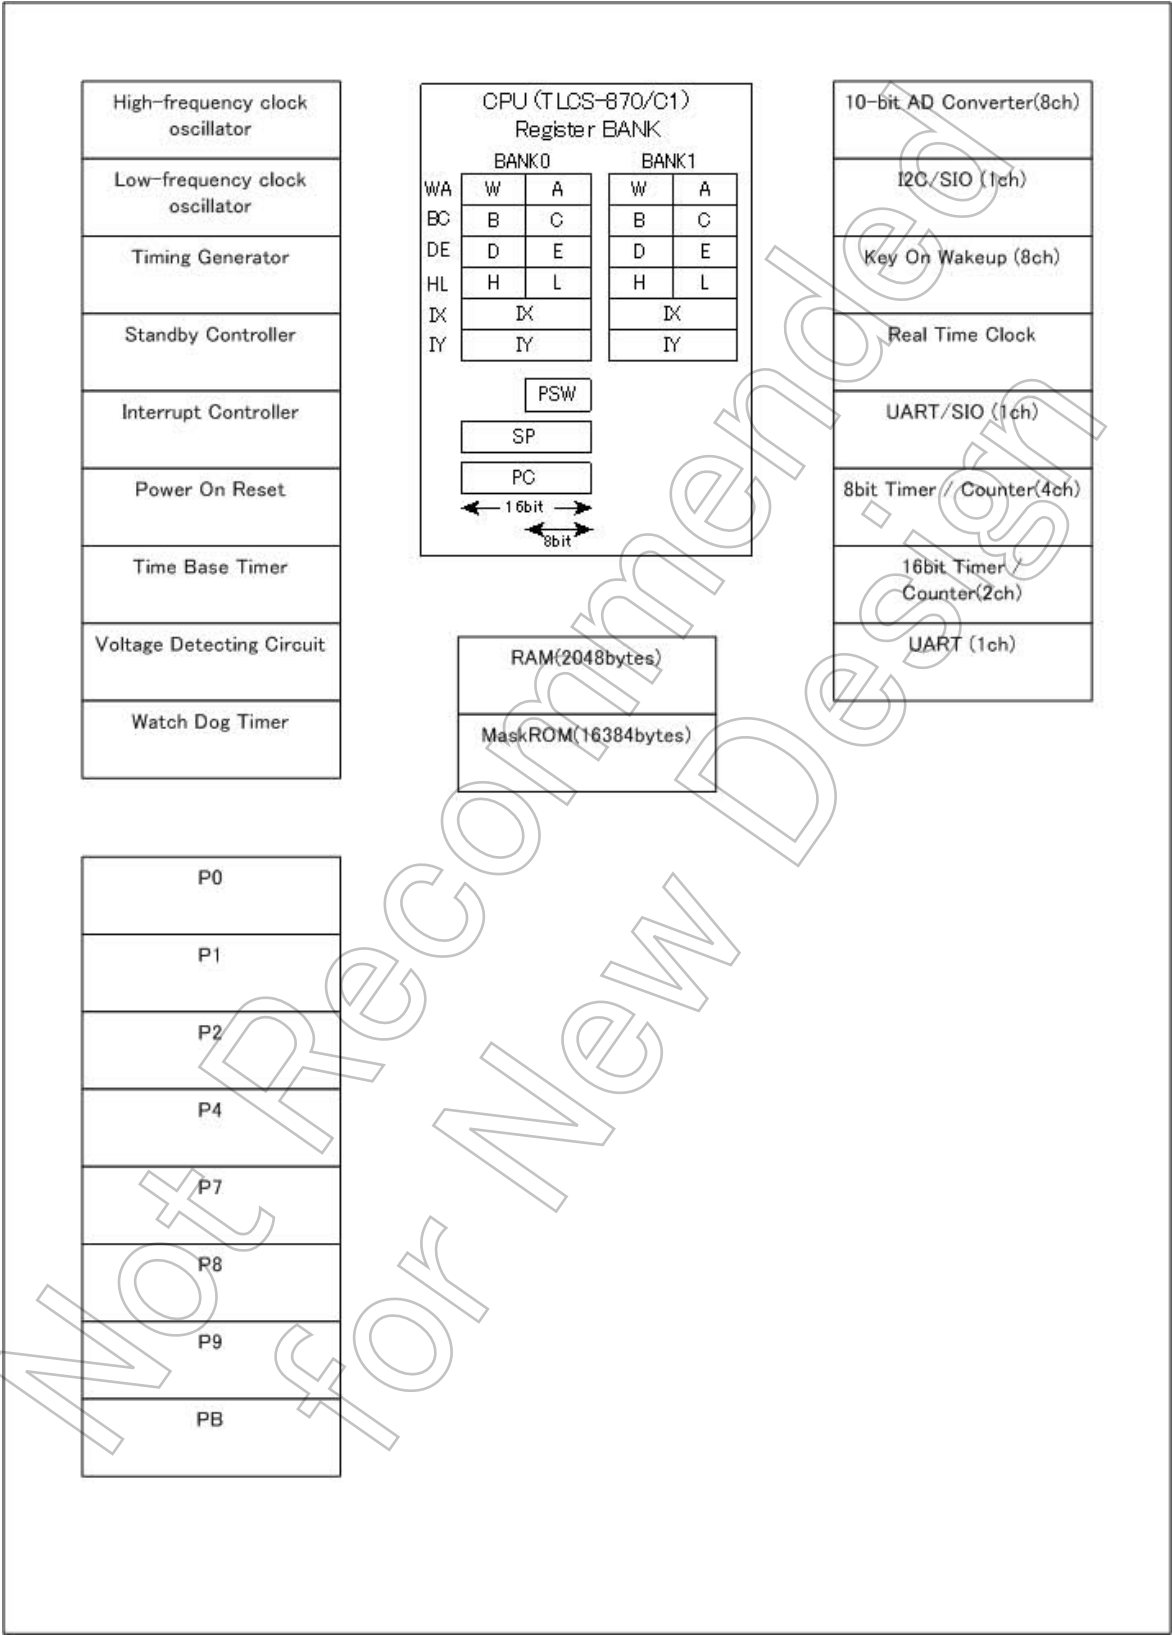 High-frequency clock
oscillator
Low-frequency clock
oscillator
Timing Generator
Standby Controller
Interrupt Controller
Power On Reset
Time Base Timer
Voltage Detecting Circuit
Watch Dog Timer
CPU (TLCS-870/C1)
Register BANK
BANK0 BANK1
WA W A W A
BC B C B C
DE D E D E
HL H L H L
IX IX IX
IY IY IY
PSW
SP
PC
16bit
8bit
RAM(2048bytes)
MaskROM(16384bytes)
10-bit AD Converter(8ch)
I2C/SIO (1ch)
Key On Wakeup (8ch)
Real Time Clock
UART/SIO (1ch)
8bit Timer / Counter(4ch)
16bit Timer /
Counter(2ch)
UART (1ch)
P0
P1
P2
P4
P7
P8
P9
PB
Not Recommended
for New Design